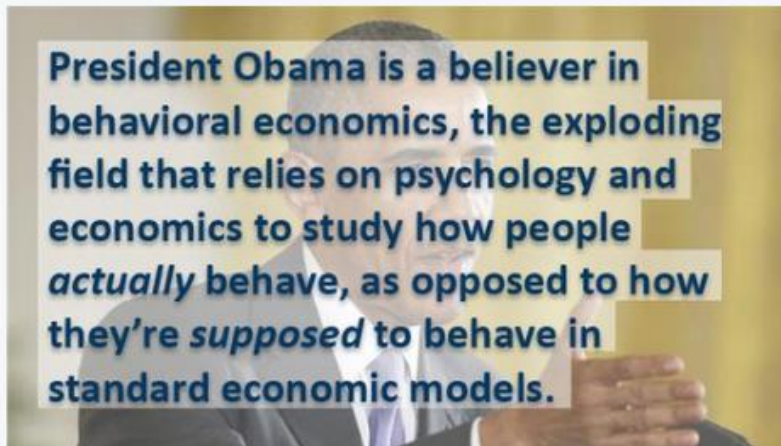 President Obama is a believer in
behavioral economics, the exploding
field that relies on psychology and
economics to study how people
actually behave, as opposed to how
they're supposed to behave in
standard economic models.